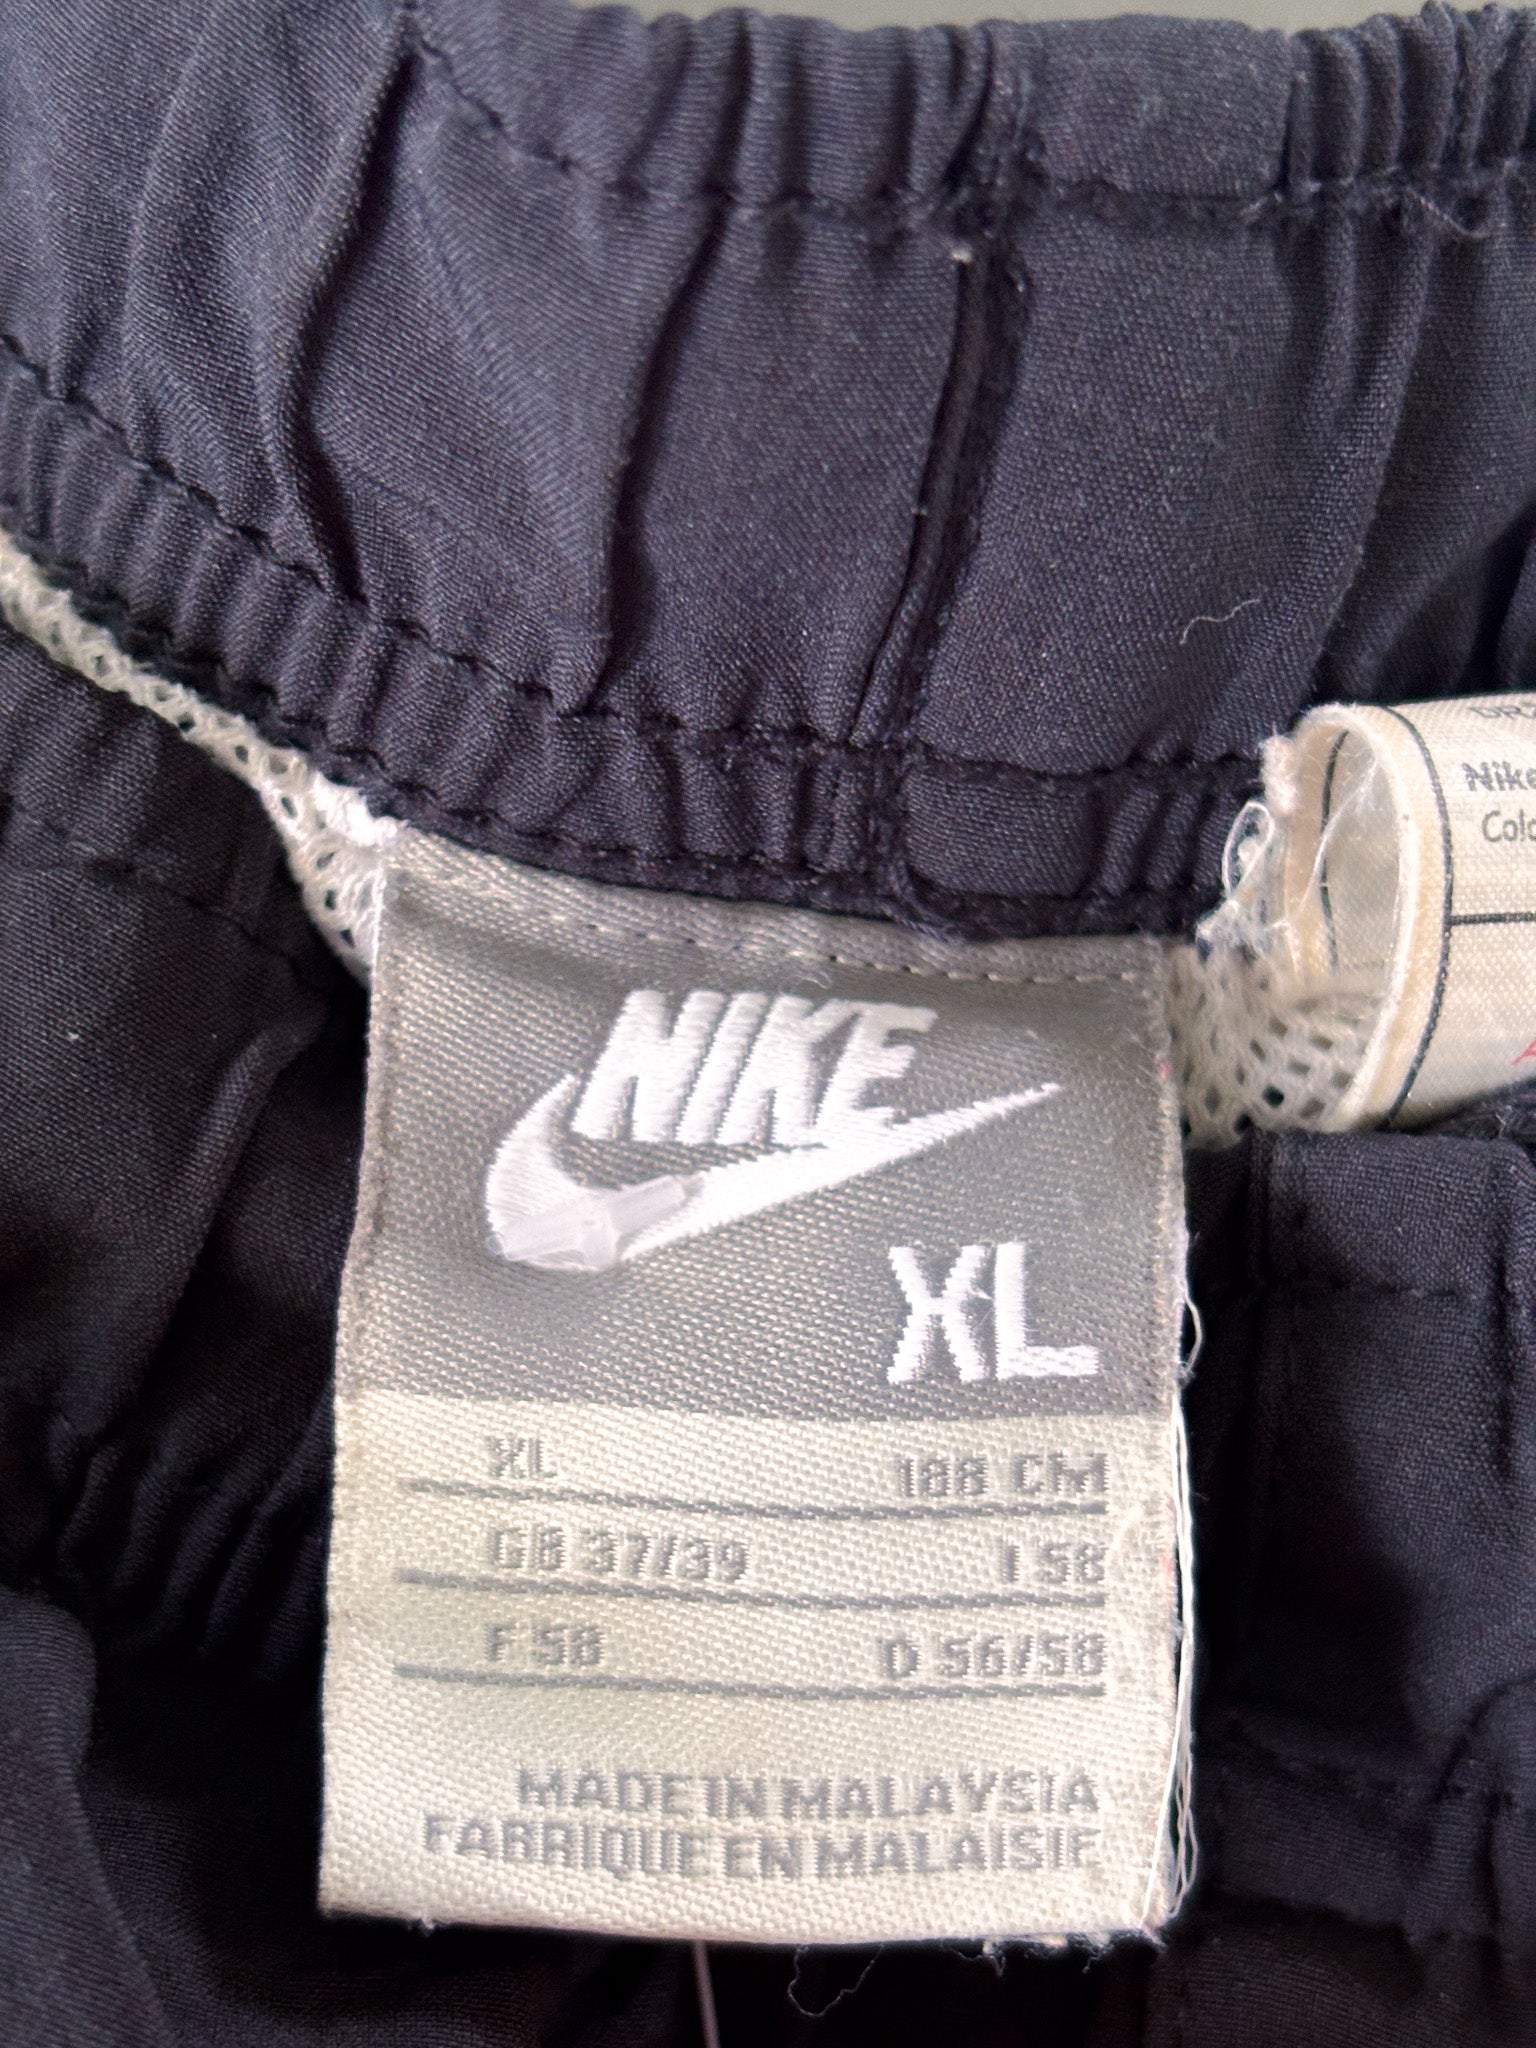 NIKE
XL
XL 188 CM
GB 37/39 I 58
F 58 D 56/58
MADE IN MALAYSIA
FABRIQUE EN MALAISIE
Nike